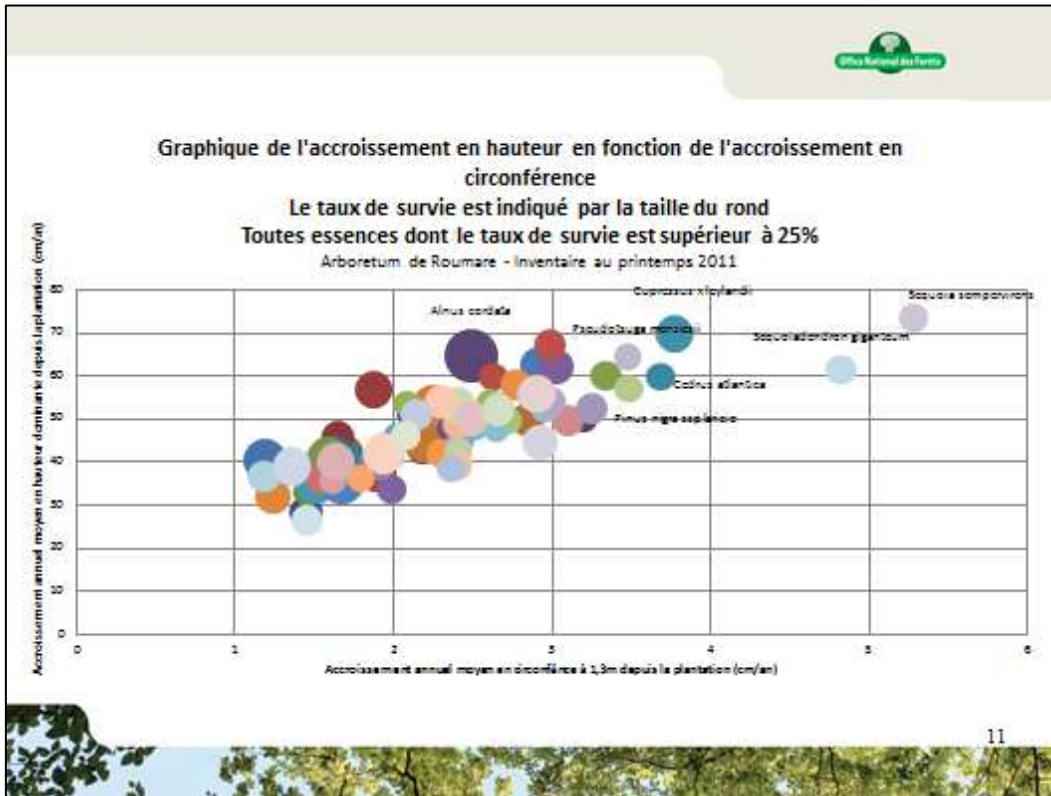 Office National des Forêts
Graphique de l'accroissement en hauteur en fonction de l'accroissement en
circonférence
Le taux de survie est indiqué par la taille du rond
Toutes essences dont le taux de survie est supérieur à 25%
Arboretum de Roumare - Inventaire au printemps 2011
Accroissement annuel moyen en hauteur dominante depuis la plantation (cm/an)
80
70
60
50
40
30
20
10
0
Alnus cordata
Cupressus x leylandii
Sequoia sempervirens
Pseudotsuga menziesii
Sequoiadendron giganteum
Cedrus atlantica
Pinus nigra
0 1 2 3 4 5 6
Accroissement annuel moyen en circonférence à 1,3m depuis la plantation (cm/an)
11